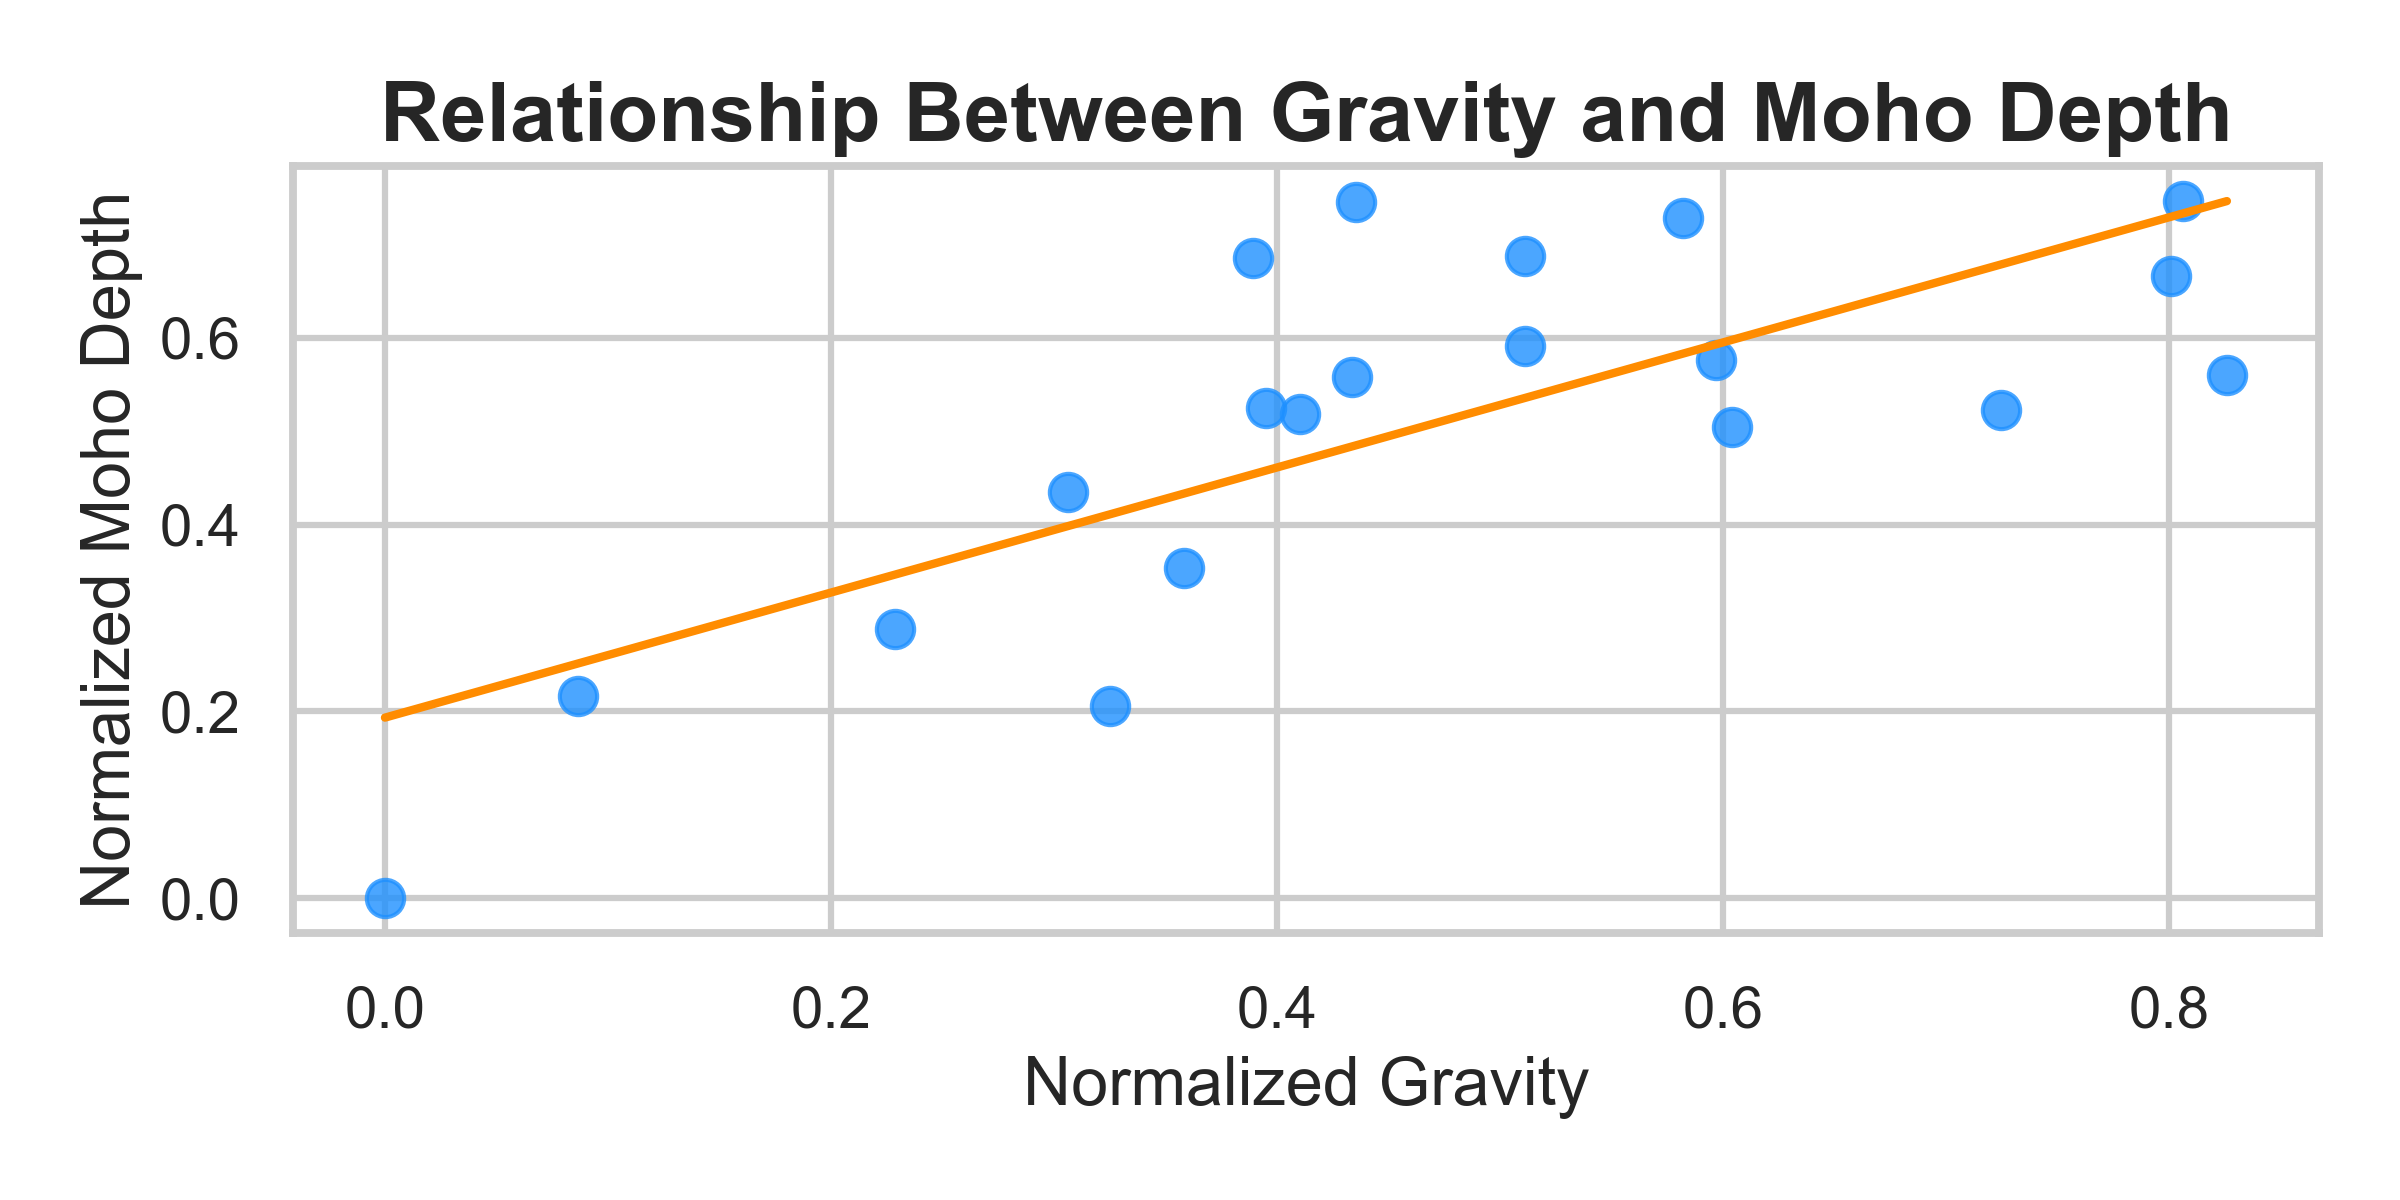 Relationship Between Gravity and Moho Depth
Normalized Moho Depth
0.6
0.4
0.2
0.0
0.0 0.2 0.4 0.6 0.8
Normalized Gravity